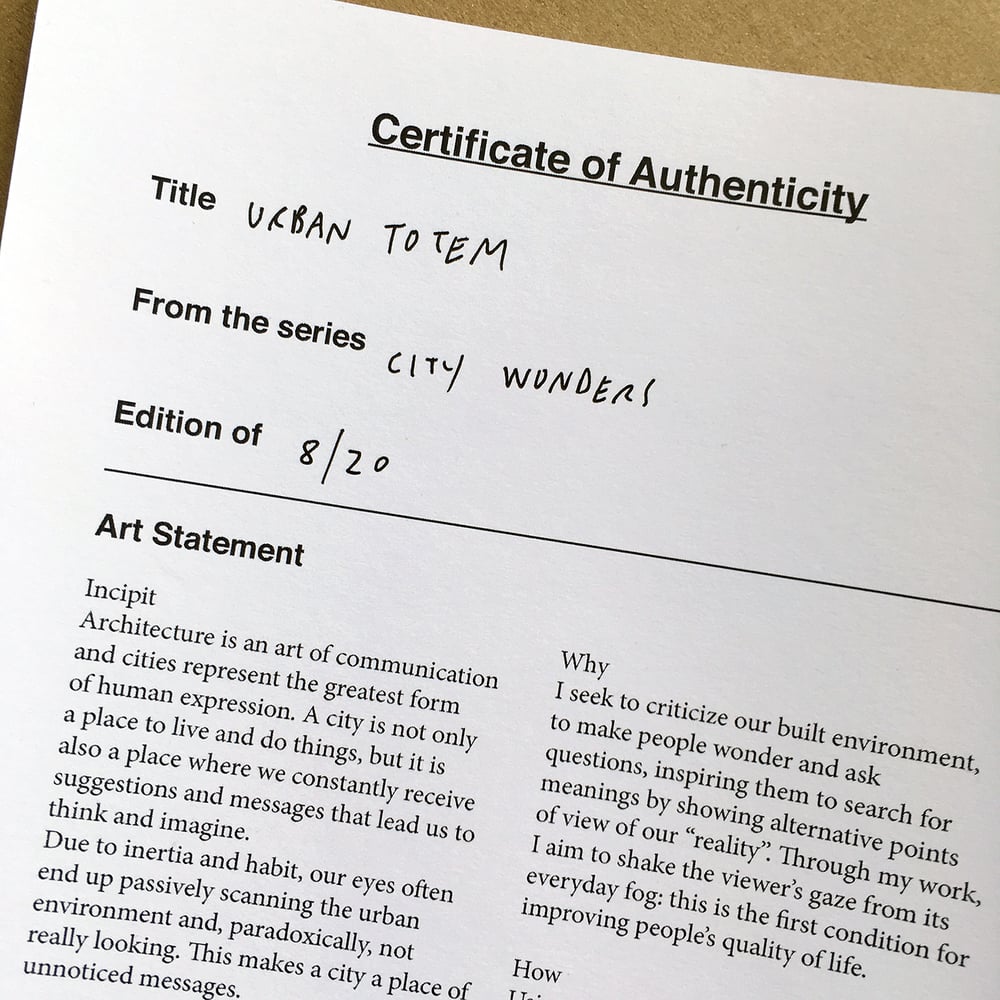 Certificate of Authenticity
Title URBAN TOTEM
From the series CITY WONDERS
Edition of 8/20
Art Statement
Incipit
Architecture is an art of communication
and cities represent the greatest form
of human expression. A city is not only
a place to live and do things, but it is
also a place where we constantly receive
suggestions and messages that lead us to
think and imagine.
Due to inertia and habit, our eyes often
end up passively scanning the urban
environment and, paradoxically, not
really looking. This makes a city a place of
unnoticed messages.
Why
I seek to criticize our built environment,
to make people wonder and ask
questions, inspiring them to search for
meanings by showing alternative points
of view of our “reality”. Through my work,
I aim to shake the viewer’s gaze from its
everyday fog: this is the first condition for
improving people’s quality of life.
How